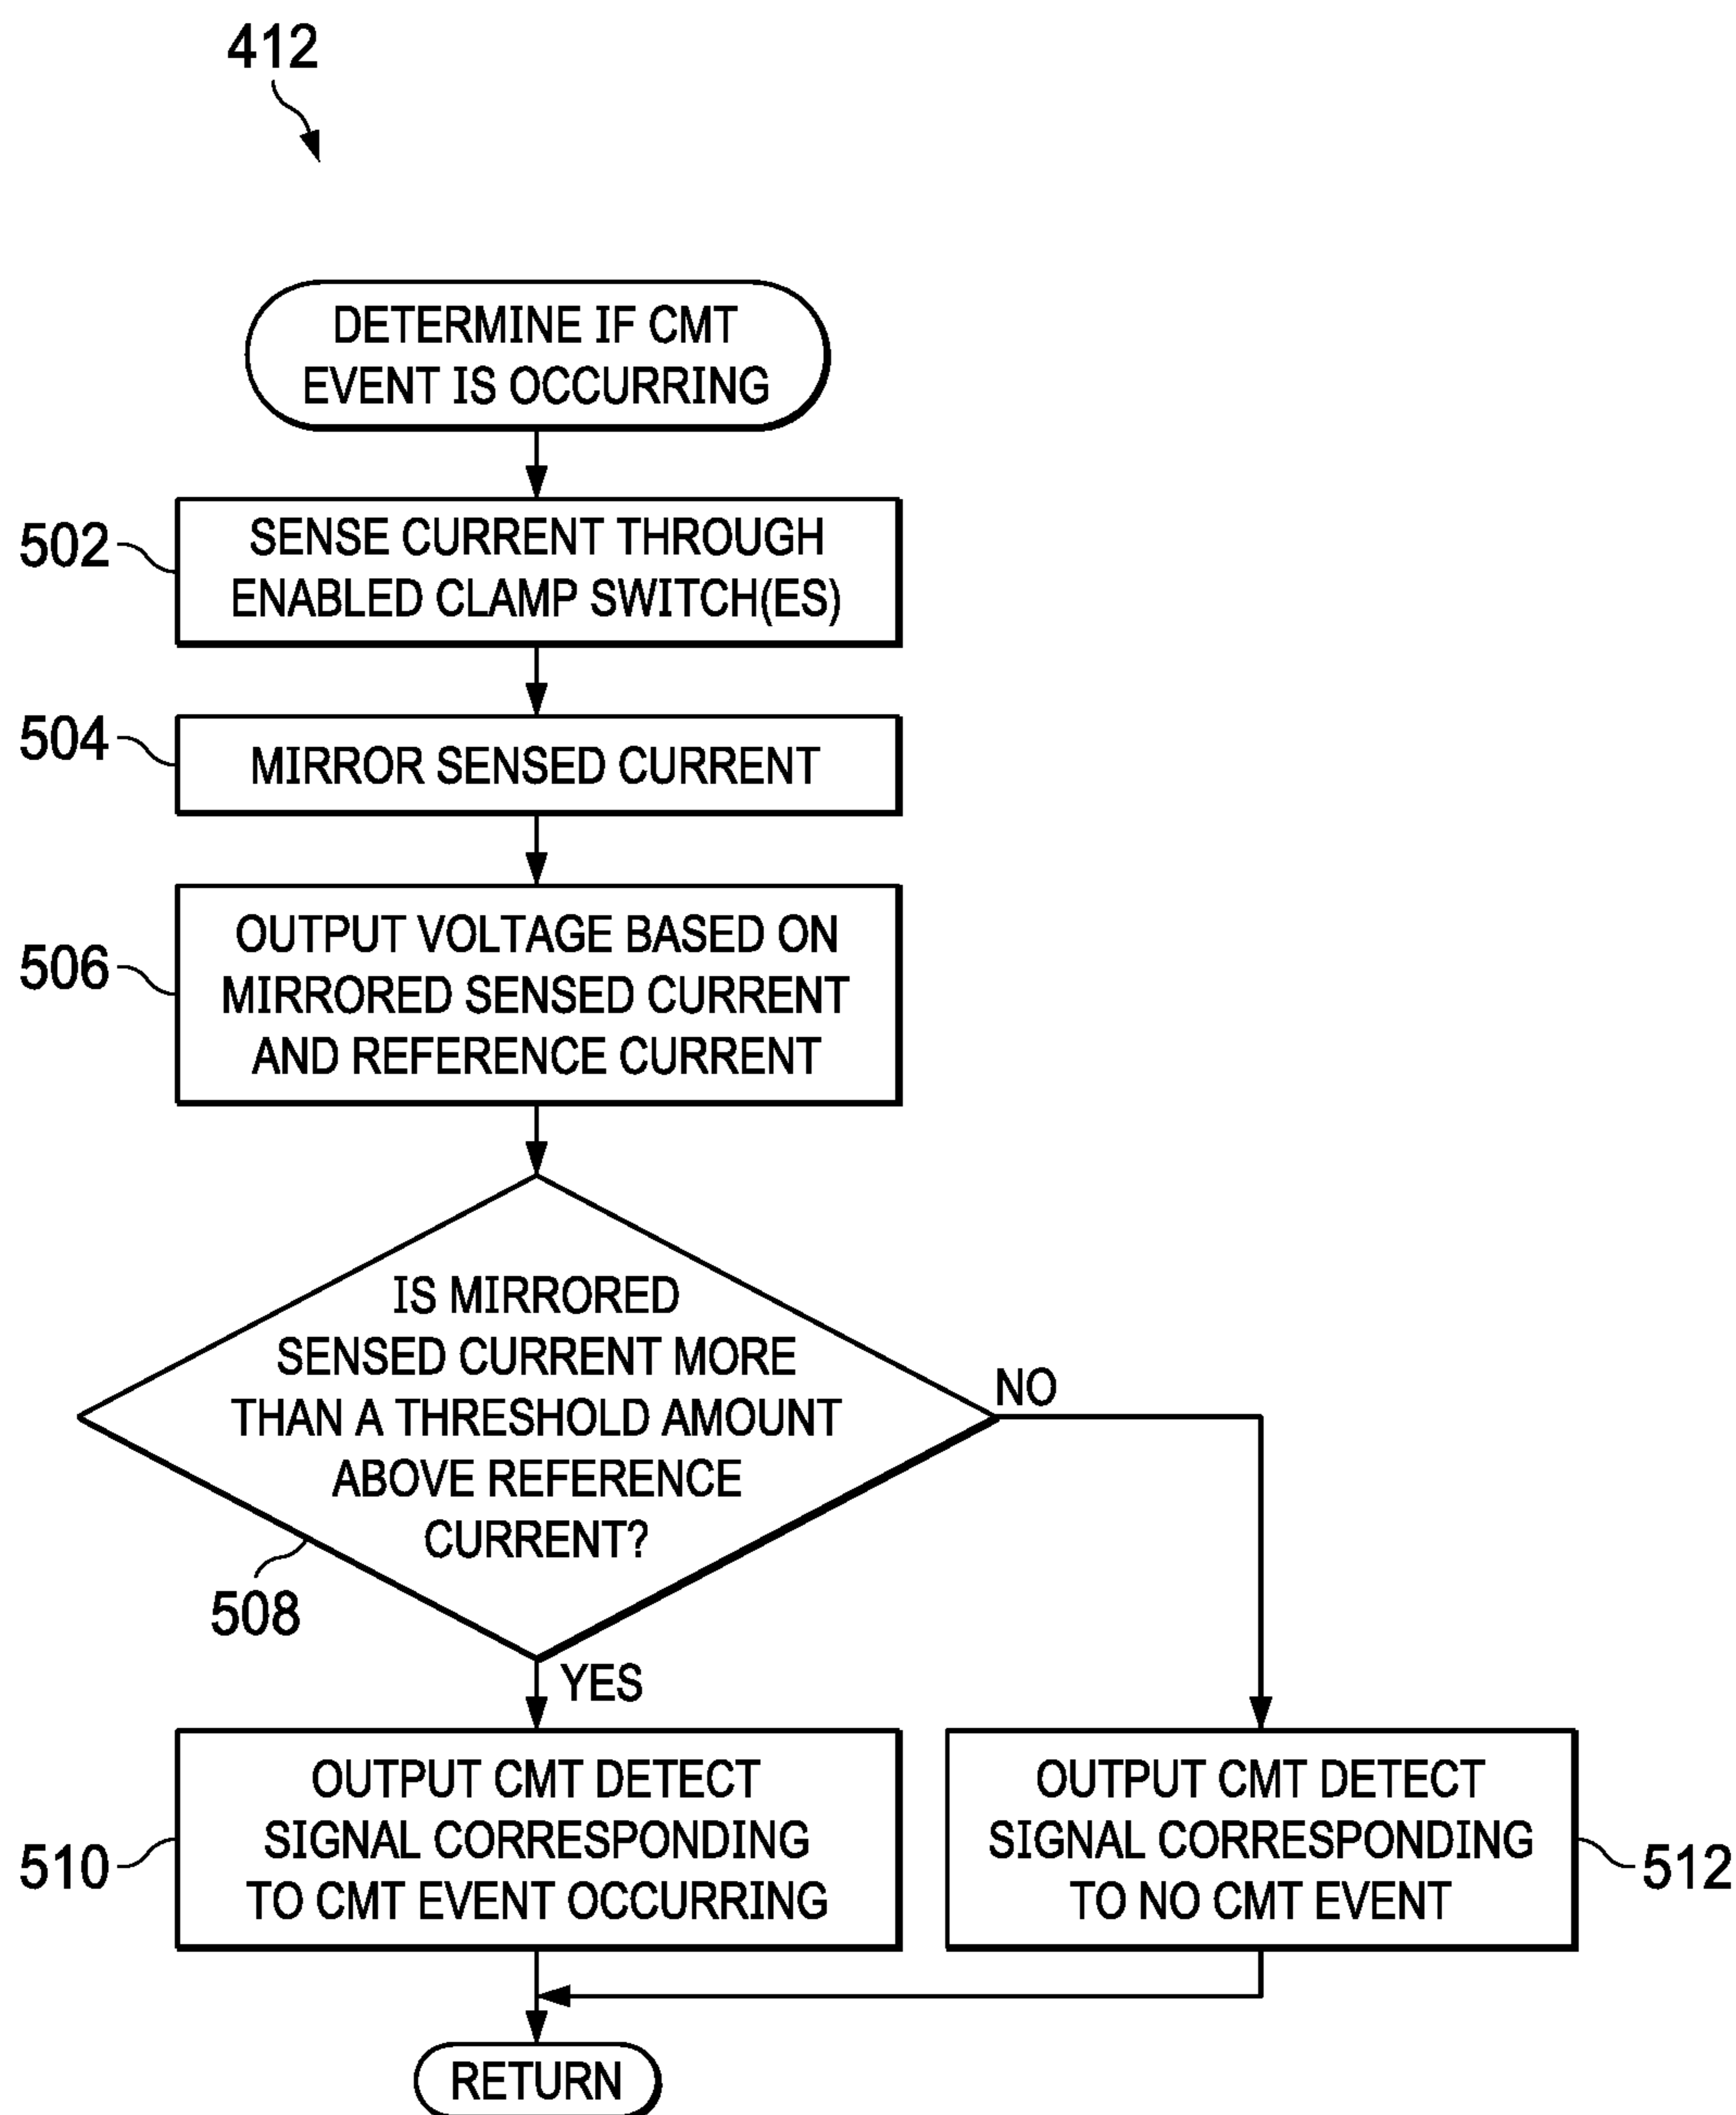 412
DETERMINE IF CMT
EVENT IS OCCURRING
502
SENSE CURRENT THROUGH
ENABLED CLAMP SWITCH(ES)
504
MIRROR SENSED CURRENT
506
OUTPUT VOLTAGE BASED ON
MIRRORED SENSED CURRENT
AND REFERENCE CURRENT
IS MIRRORED
SENSED CURRENT MORE
THAN A THRESHOLD AMOUNT
ABOVE REFERENCE
CURRENT?
508
NO
YES
510
OUTPUT CMT DETECT
SIGNAL CORRESPONDING
TO CMT EVENT OCCURRING
OUTPUT CMT DETECT
SIGNAL CORRESPONDING
TO NO CMT EVENT
512
RETURN